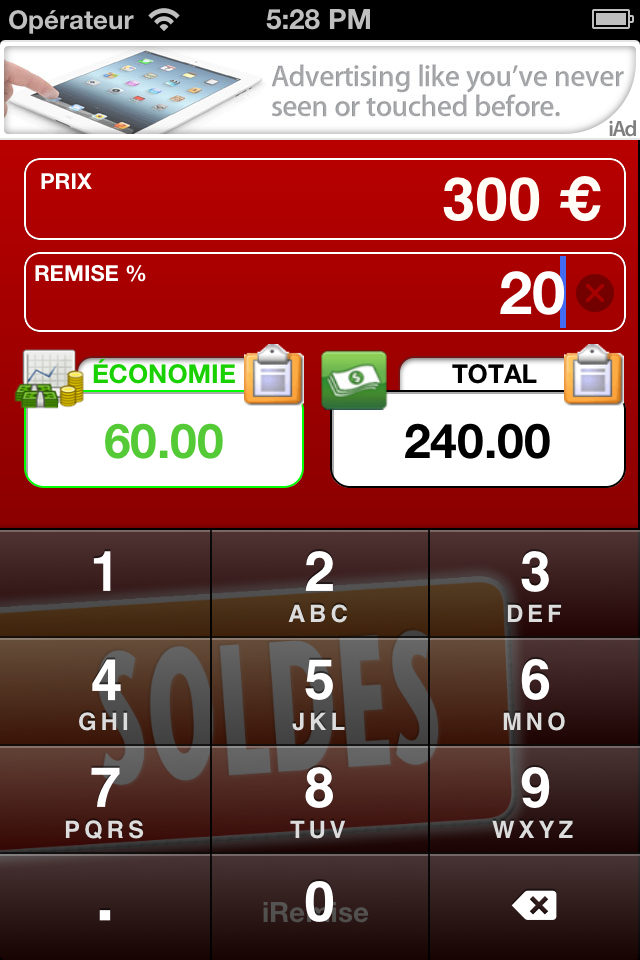 Opérateur 5:28 PM
Advertising like you've never
seen or touched before.
iAd
PRIX 300 €
REMISE % 20
ÉCONOMIE TOTAL
60.00 240.00
1 2 3
ABC DEF
4 5 6
GHI JKL MNO
7 8 9
PQRS TUV WXYZ
. 0
SOLDES
iRemise